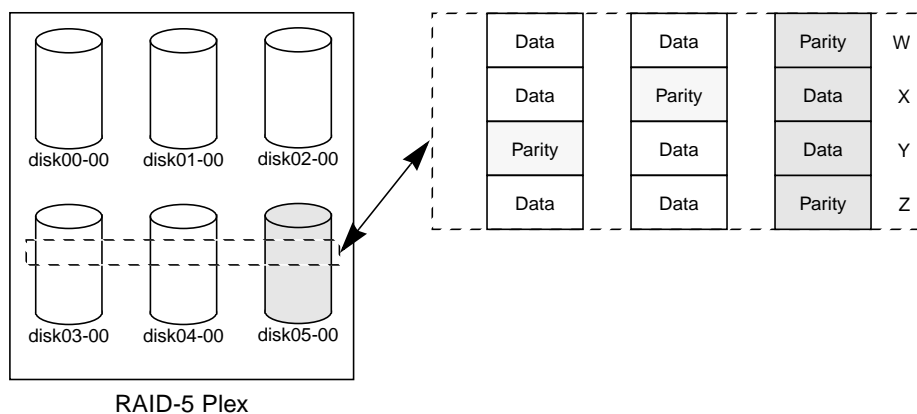 disk00-00 disk01-00 disk02-00
disk03-00 disk04-00 disk05-00
RAID-5 Plex
Data Data Parity W
Data Parity Data X
Parity Data Data Y
Data Data Parity Z